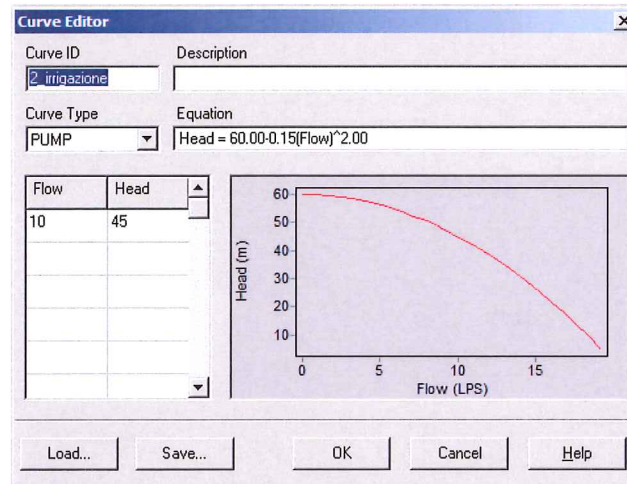 Curve Editor
Curve ID Description
2_irrigazione
Curve Type Equation
PUMP Head = 60.00-0.15(Flow)^2.00
Flow Head
10 45
60
50
40
30
20
10
Head (m)
0 5 10 15
Flow (LPS)
Load... Save... OK Cancel Help